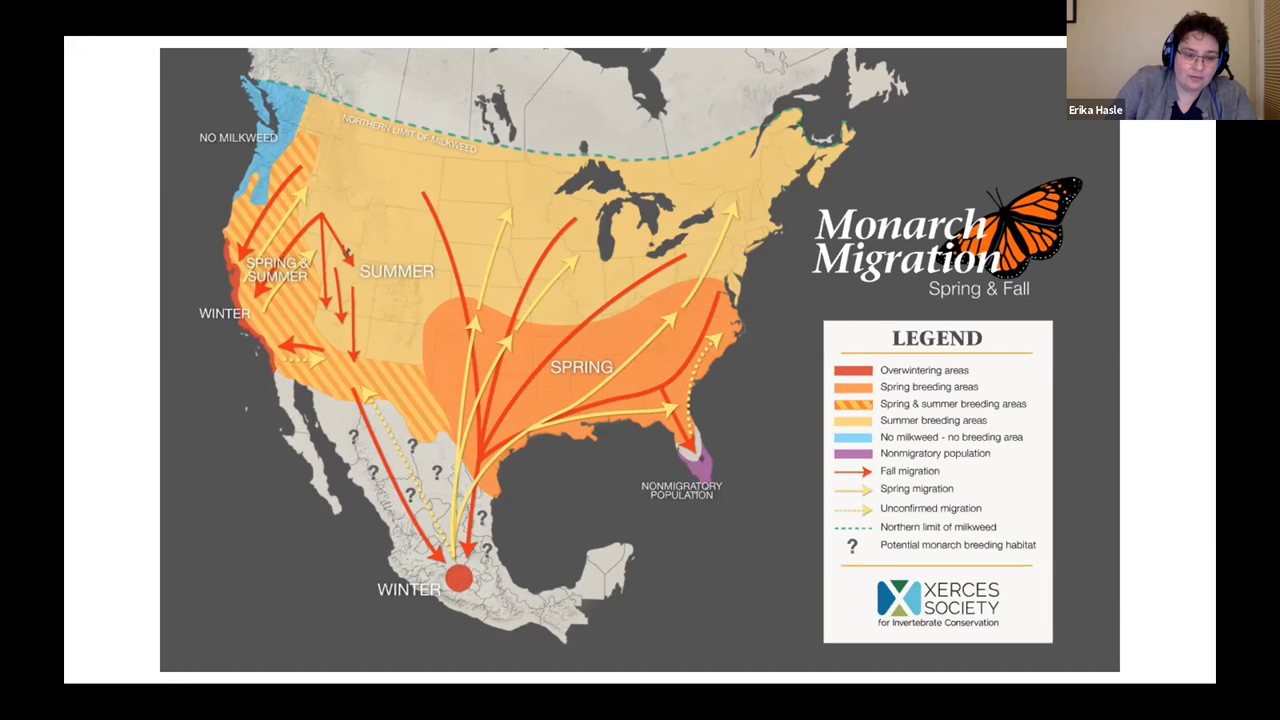 Erika Hasle
NO MILKWEED
NORTHERN LIMIT OF MILKWEED
SPRING &
SUMMER
SUMMER
WINTER
SPRING
NONMIGRATORY
POPULATION
WINTER
?
?
?
?
?
?
?
Monarch
Migration
Spring & Fall
LEGEND
Overwintering areas
Spring breeding areas
Spring & summer breeding areas
Summer breeding areas
No milkweed - no breeding area
Nonmigratory population
Fall migration
Spring migration
Unconfirmed migration
Northern limit of milkweed
? Potential monarch breeding habitat
XERCES
SOCIETY
for Invertebrate Conservation